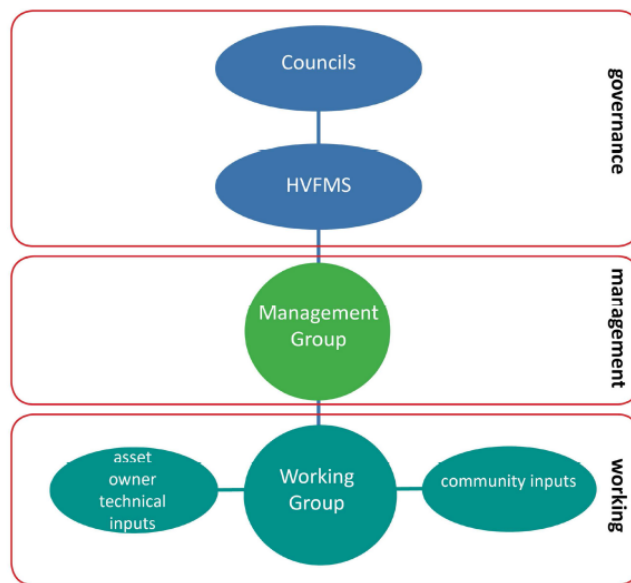 Councils
governance
HVFMS
Management
Group
management
asset
owner
technical
inputs
Working
Group
community inputs
working